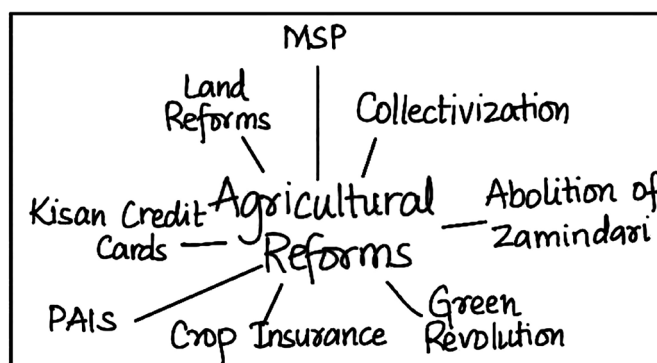 MSP
Land
Reforms
Collectivization
Agricultural
Reforms
Kisan Credit
Cards
Abolition of
Zamindari
PAIS
Crop Insurance
Green
Revolution